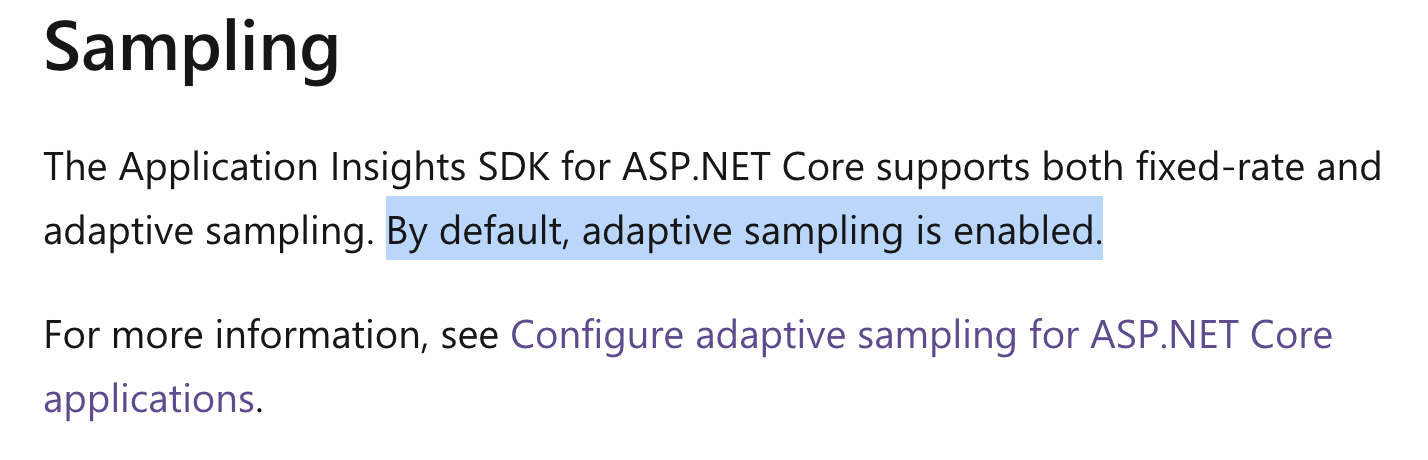 Sampling
The Application Insights SDK for ASP.NET Core supports both fixed-rate and
adaptive sampling. By default, adaptive sampling is enabled.
For more information, see Configure adaptive sampling for ASP.NET Core
applications.